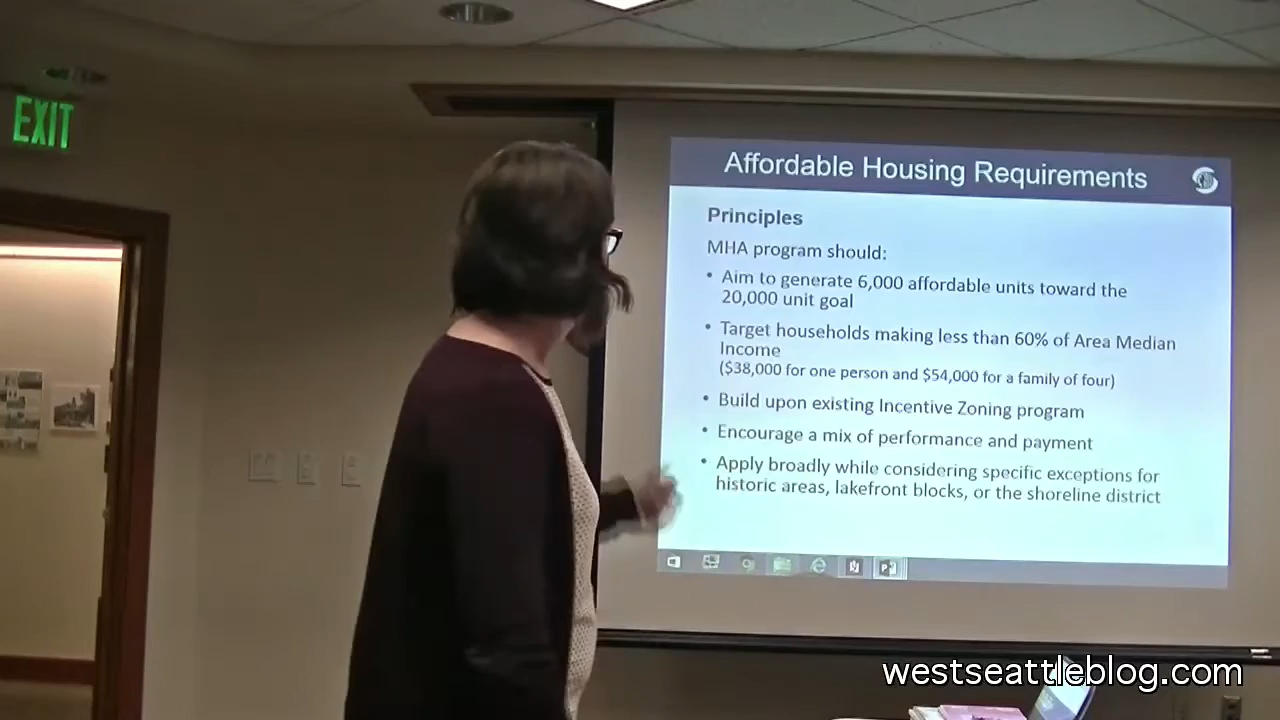 EXIT
Affordable Housing Requirements
Principles
MHA program should:
• Aim to generate 6,000 affordable units toward the
20,000 unit goal
• Target households making less than 60% of Area Median
Income
($38,000 for one person and $54,000 for a family of four)
• Build upon existing Incentive Zoning program
• Encourage a mix of performance and payment
• Apply broadly while considering specific exceptions for
historic areas, lakefront blocks, or the shoreline district
westseattleblog.com